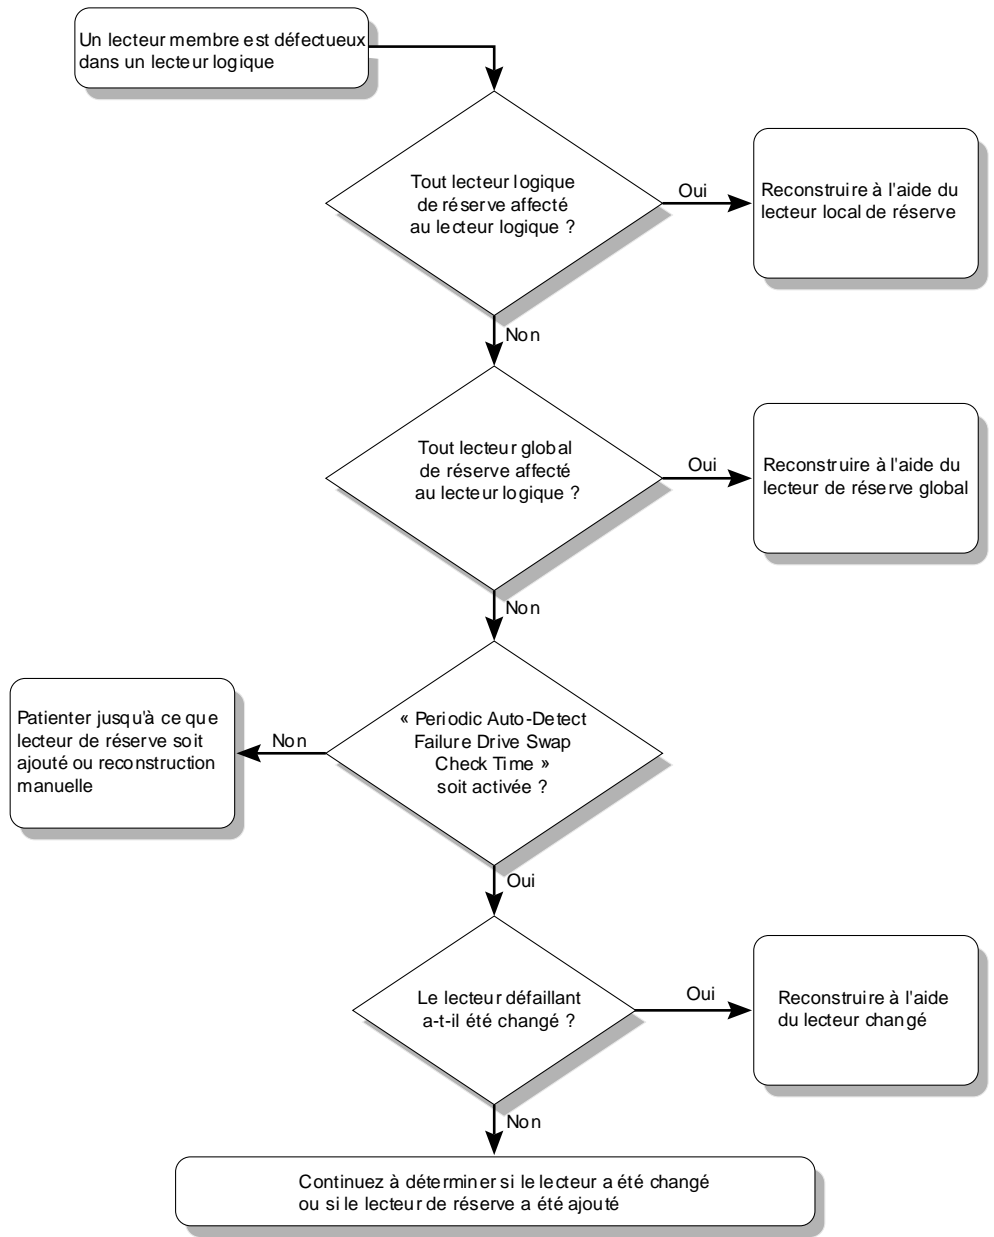 Un lecteur membre est défectueux
dans un lecteur logique
Tout lecteur logique
de réserve affecté
au lecteur logique ?
Oui
Reconstruire à l'aide du
lecteur local de réserve
Non
Tout lecteur global
de réserve affecté
au lecteur logique ?
Oui
Reconstruire à l'aide du
lecteur de réserve global
Non
« Periodic Auto-Detect
Failure Drive Swap
Check Time »
soit activée ?
Non
Patienter jusqu'à ce que
lecteur de réserve soit
ajouté ou reconstruction
manuelle
Oui
Le lecteur défaillant
a-t-il été changé ?
Oui
Reconstruire à l'aide
du lecteur changé
Non
Continuez à déterminer si le lecteur a été changé
ou si le lecteur de réserve a été ajouté